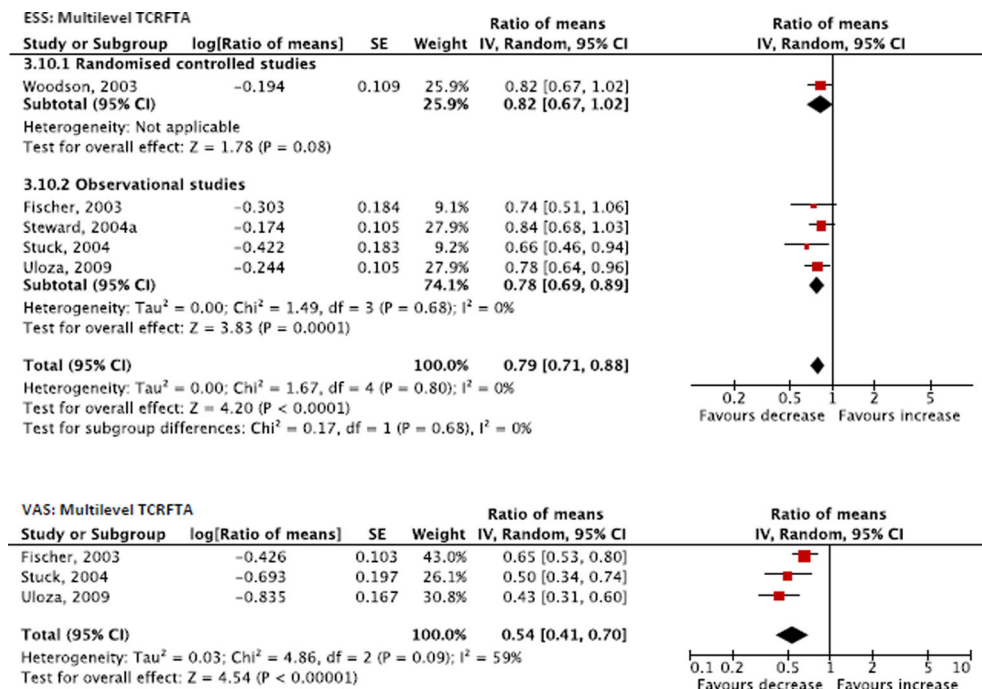 ESS: Multilevel TCRFTA
Ratio of means Ratio of means
Study or Subgroup log[Ratio of means] SE Weight IV, Random, 95% CI IV, Random, 95% CI
3.10.1 Randomised controlled studies
Woodson, 2003 −0.194 0.109 25.9% 0.82 [0.67, 1.02]
Subtotal (95% CI) 25.9% 0.82 [0.67, 1.02]
Heterogeneity: Not applicable
Test for overall effect: Z = 1.78 (P = 0.08)
3.10.2 Observational studies
Fischer, 2003 −0.303 0.184 9.1% 0.74 [0.51, 1.06]
Steward, 2004a −0.174 0.105 27.9% 0.84 [0.68, 1.03]
Stuck, 2004 −0.422 0.183 9.2% 0.66 [0.46, 0.94]
Uloza, 2009 −0.244 0.105 27.9% 0.78 [0.64, 0.96]
Subtotal (95% CI) 74.1% 0.78 [0.69, 0.89]
Heterogeneity: Tau² = 0.00; Chi² = 1.49, df = 3 (P = 0.68); I² = 0%
Test for overall effect: Z = 3.83 (P = 0.0001)
Total (95% CI) 100.0% 0.79 [0.71, 0.88]
Heterogeneity: Tau² = 0.00; Chi² = 1.67, df = 4 (P = 0.80); I² = 0%
Test for overall effect: Z = 4.20 (P < 0.0001)
Test for subgroup differences: Chi² = 0.17, df = 1 (P = 0.68), I² = 0%
0.2 0.5 1 2 5
Favours decrease Favours increase
VAS: Multilevel TCRFTA
Ratio of means Ratio of means
Study or Subgroup log[Ratio of means] SE Weight IV, Random, 95% CI IV, Random, 95% CI
Fischer, 2003 −0.426 0.103 43.0% 0.65 [0.53, 0.80]
Stuck, 2004 −0.693 0.197 26.1% 0.50 [0.34, 0.74]
Uloza, 2009 −0.835 0.167 30.8% 0.43 [0.31, 0.60]
Total (95% CI) 100.0% 0.54 [0.41, 0.70]
Heterogeneity: Tau² = 0.03; Chi² = 4.86, df = 2 (P = 0.09); I² = 59%
Test for overall effect: Z = 4.54 (P < 0.00001)
0.1 0.2 0.5 1 2 5 10
Favours decrease Favours increase